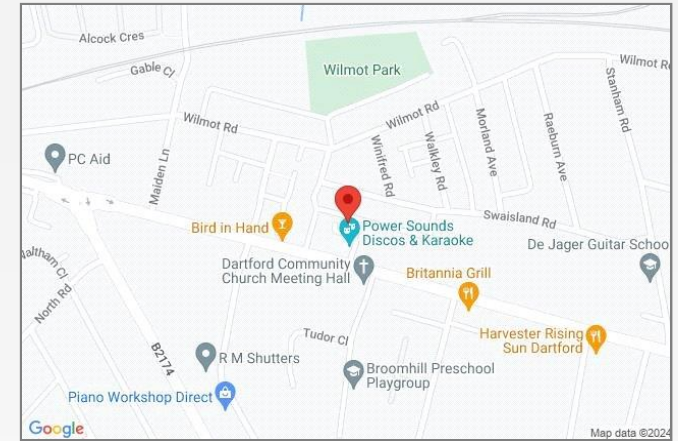 Alcock Cres
Gable Cl
Wilmot Park
Wilmot R
Stanham Rd
Wilmot Rd
Wilmot Rd
Morland Ave
Raeburn Ave
Walkley Rd
Winifred Rd
PC Aid
Maiden Ln
Swaisland Rd
Bird in Hand
Power Sounds
Discos & Karaoke
De Jager Guitar Schoo
Dartford Community
Church Meeting Hall
Britannia Grill
Waltham Cl
North Rd
Harvester Rising
Sun Dartford
Tudor Cl
B2174
R M Shutters
Broomhill Preschool
Playgroup
Piano Workshop Direct
Google
Map data ©2024